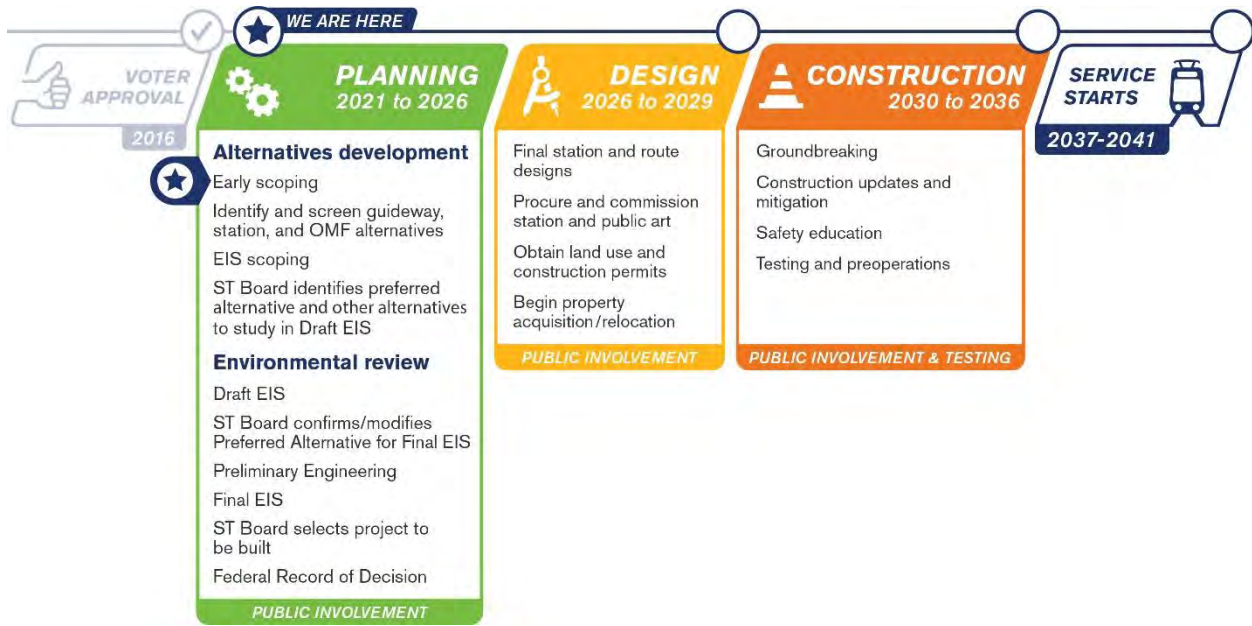 WE ARE HERE
VOTER
APPROVAL
2016
PLANNING
2021 to 2026
Alternatives development
Early scoping
Identify and screen guideway,
station, and OMF alternatives
EIS scoping
ST Board identifies preferred
alternative and other alternatives
to study in Draft EIS
Environmental review
Draft EIS
ST Board confirms/modifies
Preferred Alternative for Final EIS
Preliminary Engineering
Final EIS
ST Board selects project to
be built
Federal Record of Decision
PUBLIC INVOLVEMENT
DESIGN
2026 to 2029
Final station and route
designs
Procure and commission
station and public art
Obtain land use and
construction permits
Begin property
acquisition/relocation
PUBLIC INVOLVEMENT
CONSTRUCTION
2030 to 2036
Groundbreaking
Construction updates and
mitigation
Safety education
Testing and preoperations
PUBLIC INVOLVEMENT & TESTING
SERVICE
STARTS
2037-2041